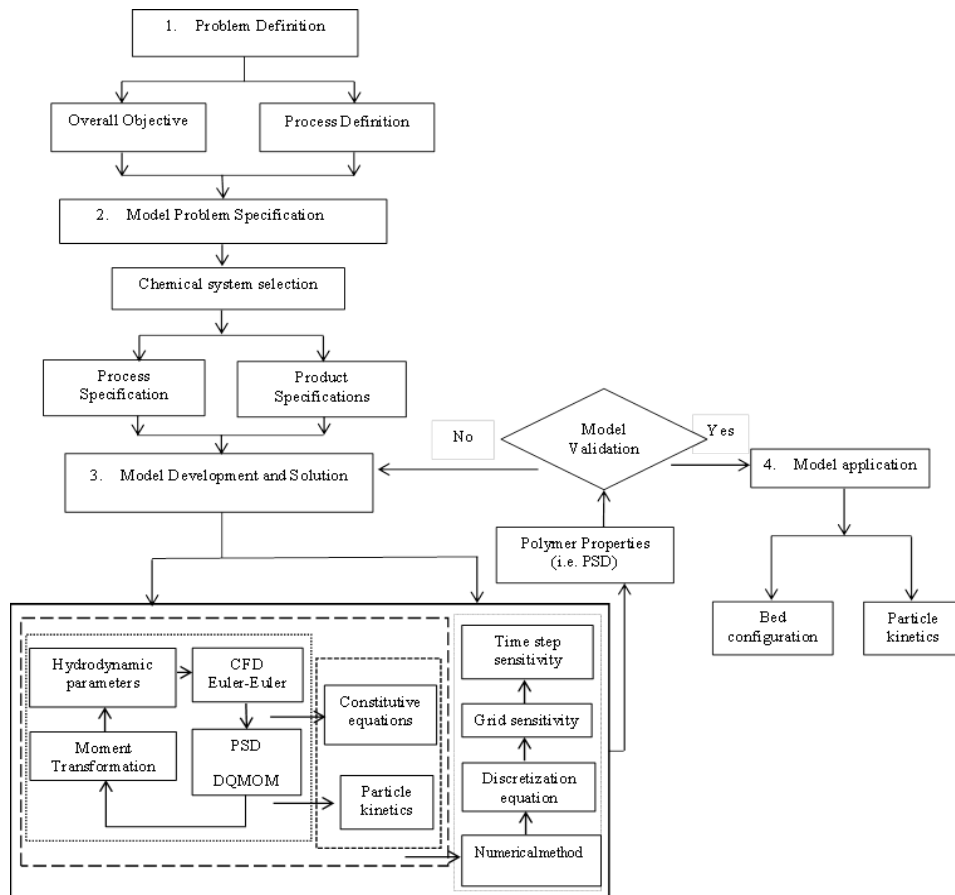 1. Problem Definition
Overall Objective
Process Definition
2. Model Problem Specification
Chemical system selection
Process
Specification
Product
Specifications
No
Model
Validation
Yes
3. Model Development and Solution
4. Model application
Polymer Properties
(i.e. PSD)
Bed
configuration
Particle
kinetics
Hydrodynamic
parameters
CFD
Euler-Euler
Moment
Transformation
PSD
DQMOM
Constitutive
equations
Particle
kinetics
Time step
sensitivity
Grid sensitivity
Discretization
equation
Numericalmethod